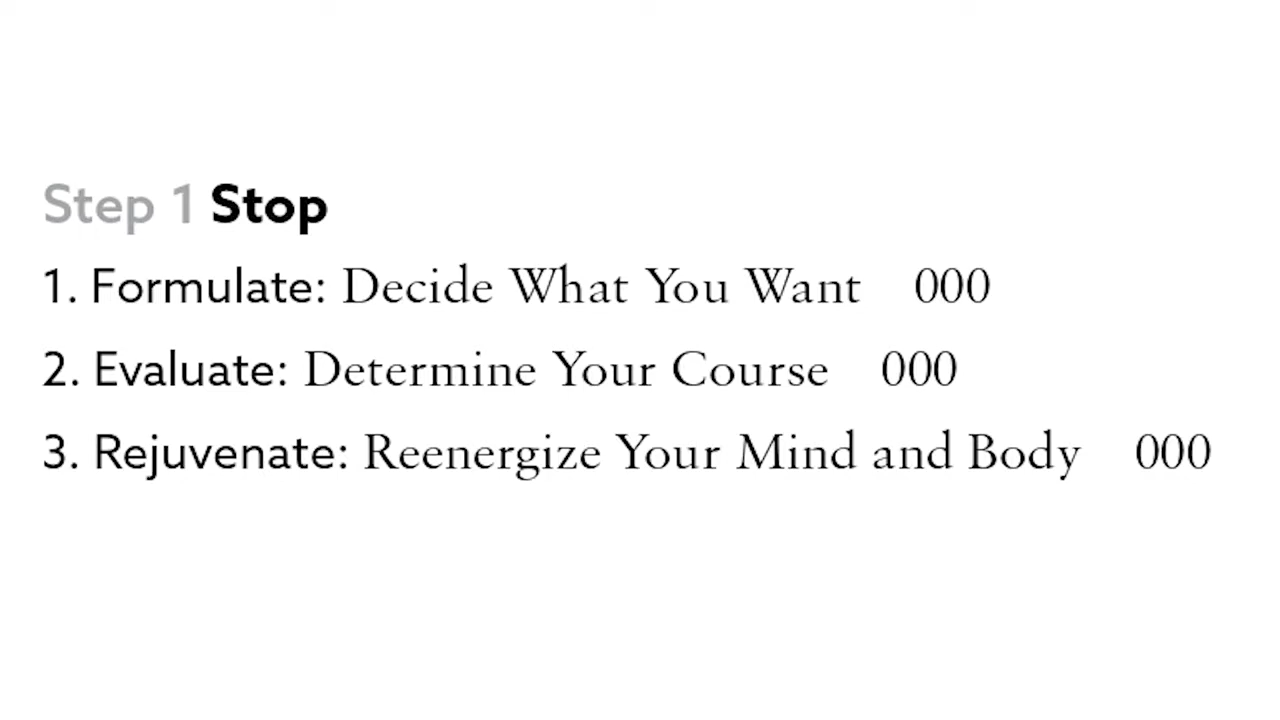 Step 1 Stop
1. Formulate: Decide What You Want 000
2. Evaluate: Determine Your Course 000
3. Rejuvenate: Reenergize Your Mind and Body 000